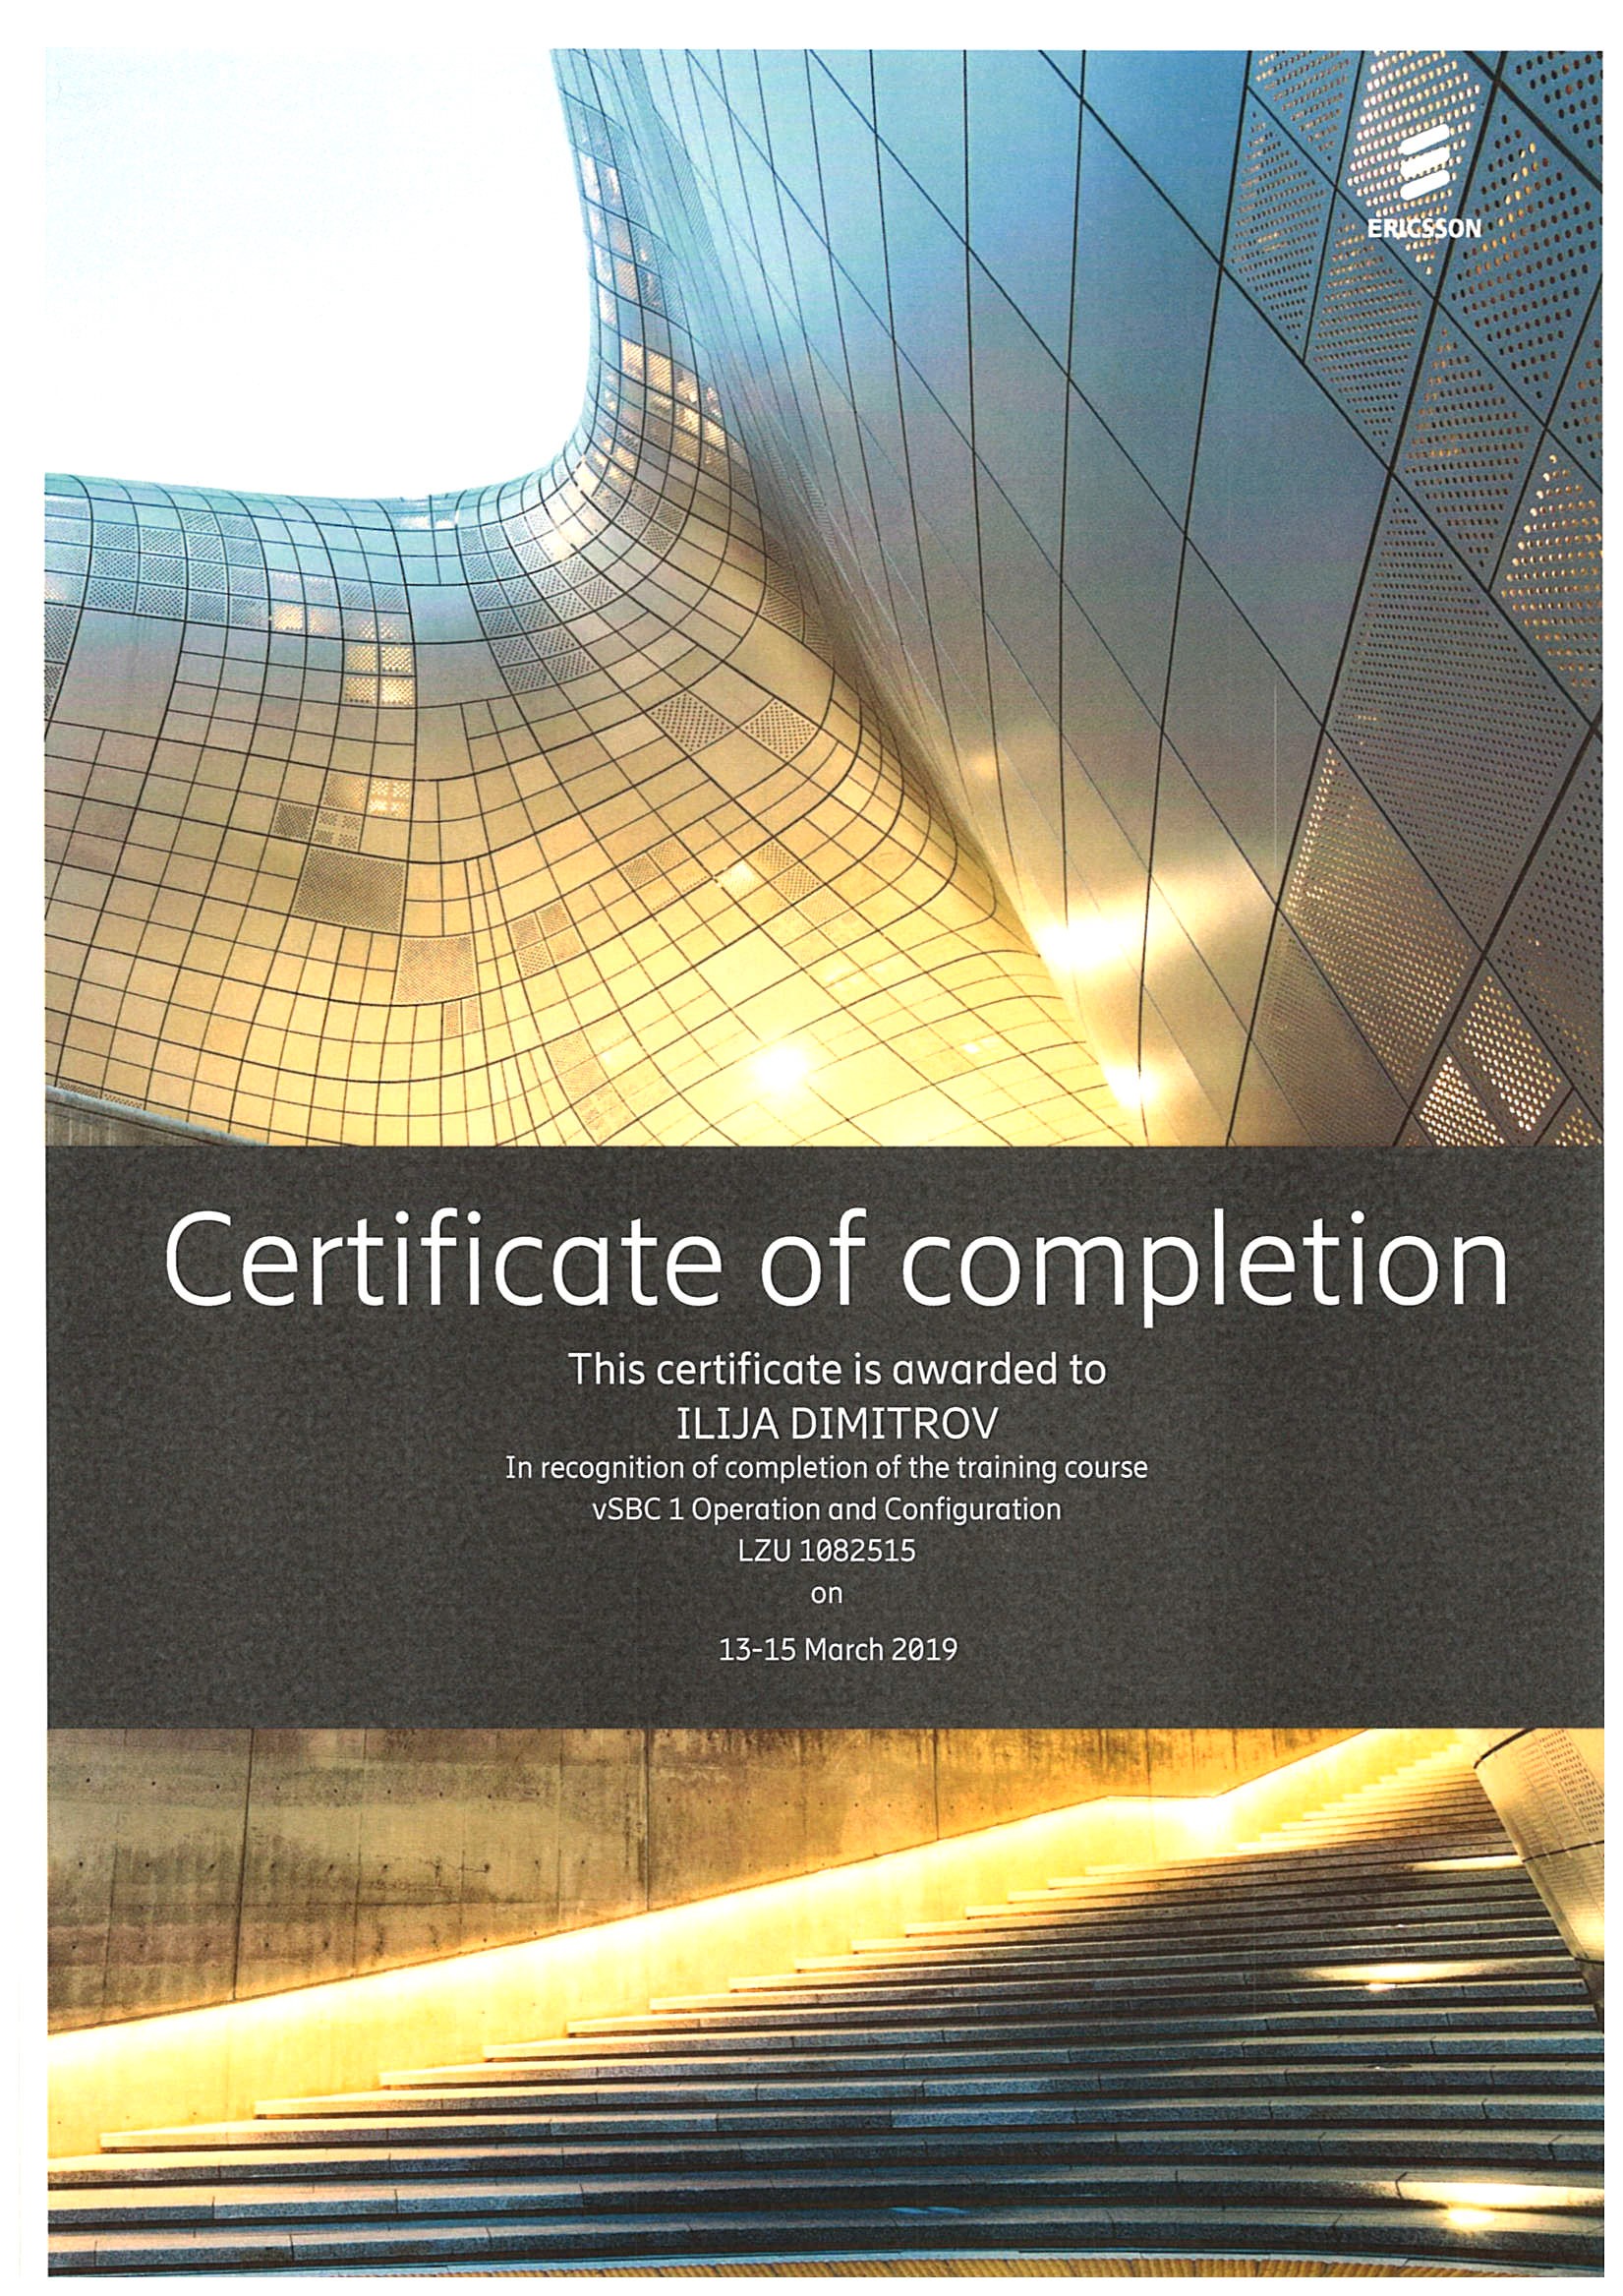 ERICSSON
Certificate of completion
This certificate is awarded to
ILIJA DIMITROV
In recognition of completion of the training course
vSBC 1 Operation and Configuration
LZU 1082515
on
13-15 March 2019